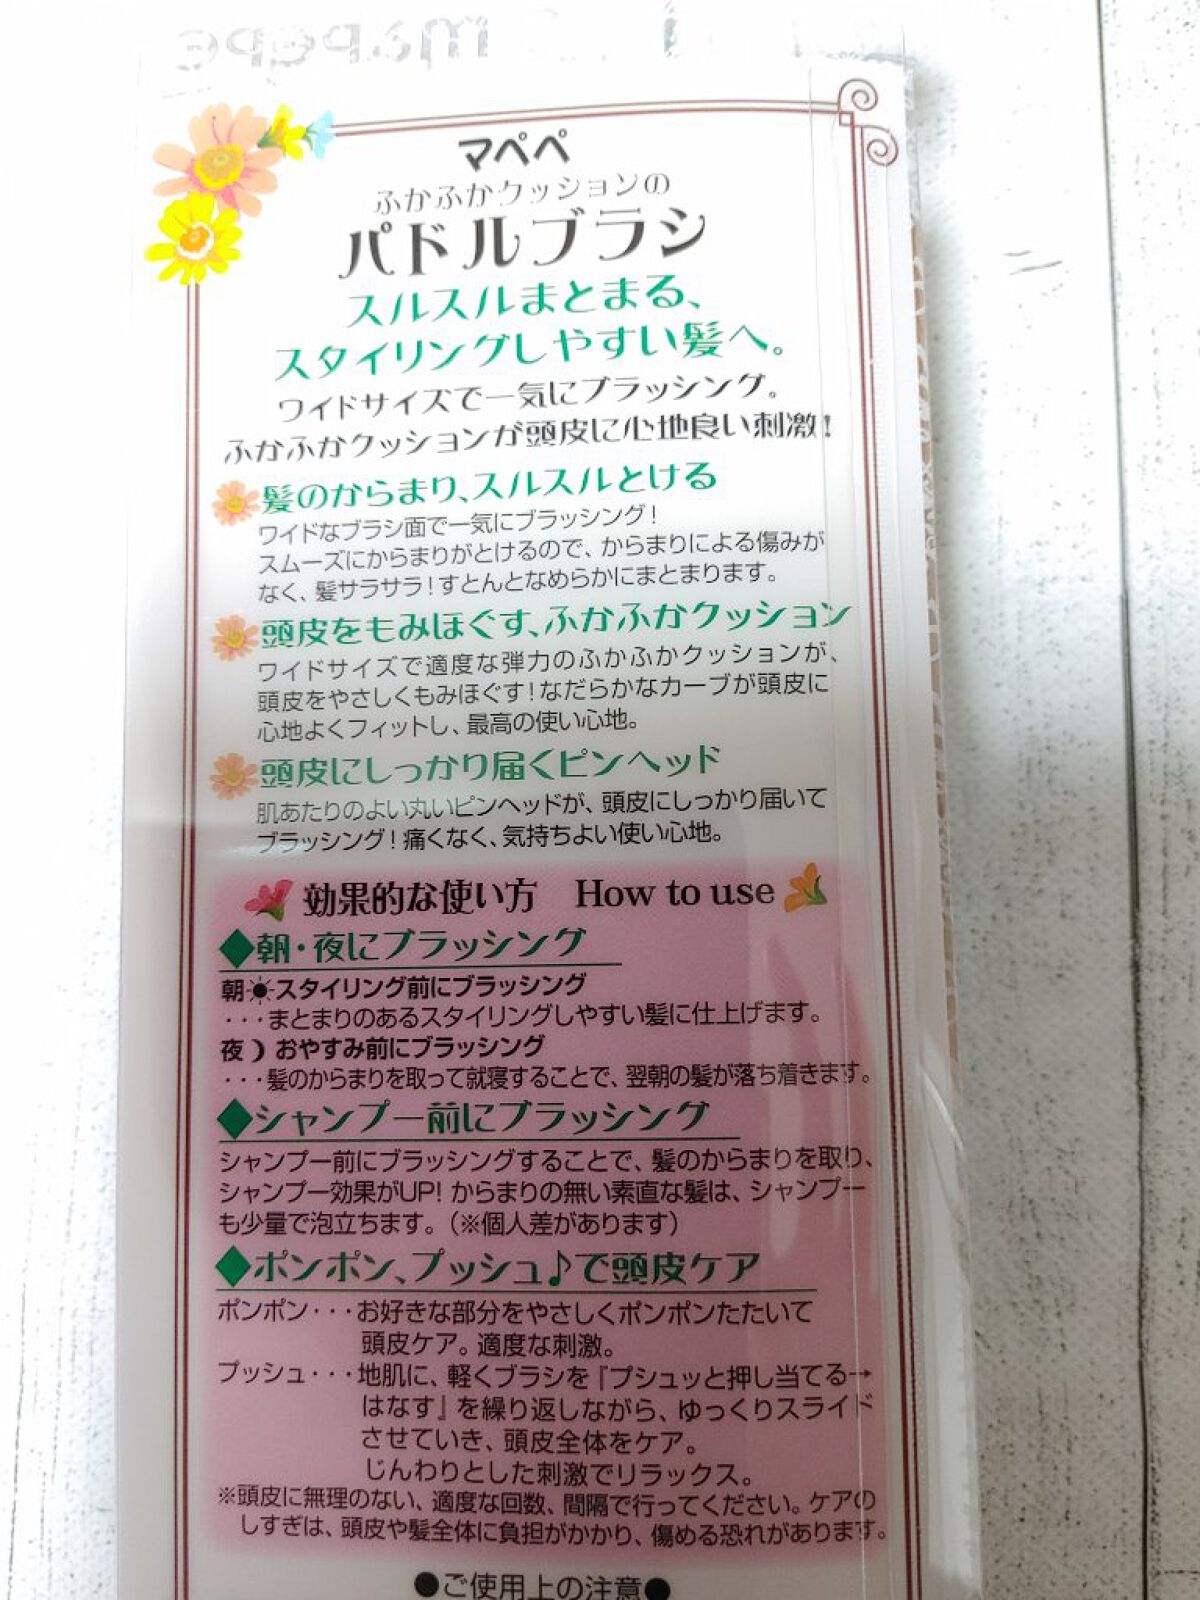 mapepe
マペペ
ふかふかクッションの
パドルブラシ
スルスルまとまる、
スタイリングしやすい髪へ。
ワイドサイズで一気にブラッシング。
ふかふかクッションが頭皮に心地良い刺激！
髪のからまり、スルスルとける
ワイドなブラシ面で一気にブラッシング！
スムーズにからまりがとけるので、からまりによる傷みが
なく、髪サラサラ！すとんとなめらかにまとまります。
頭皮をもみほぐす、ふかふかクッション
ワイドサイズで適度な弾力のふかふかクッションが、
頭皮をやさしくもみほぐす！なだらかなカーブが頭皮に
心地よくフィットし、最高の使い心地。
頭皮にしっかり届くピンヘッド
肌あたりのよい丸いピンヘッドが、頭皮にしっかり届いて
ブラッシング！痛くなく、気持ちよい使い心地。
効果的な使い方　How to use
◆朝・夜にブラッシング
朝☀スタイリング前にブラッシング
・・・まとまりのあるスタイリングしやすい髪に仕上げます。
夜☽おやすみ前にブラッシング
・・・髪のからまりを取って就寝することで、翌朝の髪が落ち着きます。
◆シャンプー前にブラッシング
シャンプー前にブラッシングすることで、髪のからまりを取り、
シャンプー効果がUP！からまりの無い素直な髪は、シャンプー
も少量で泡立ちます。（※個人差があります）
◆ポンポン、プッシュ♪で頭皮ケア
ポンポン・・・お好きな部分をやさしくポンポンたたいて
頭皮ケア。適度な刺激。
プッシュ・・・地肌に、軽くブラシを『プシュッと押し当てる→
はなす』を繰り返しながら、ゆっくりスライド
させていき、頭皮全体をケア。
じんわりとした刺激でリラックス。
※頭皮に無理のない、適度な回数、間隔で行ってください。ケアの
しすぎは、頭皮や髪全体に負担がかかり、傷める恐れがあります。
●ご使用上の注意●